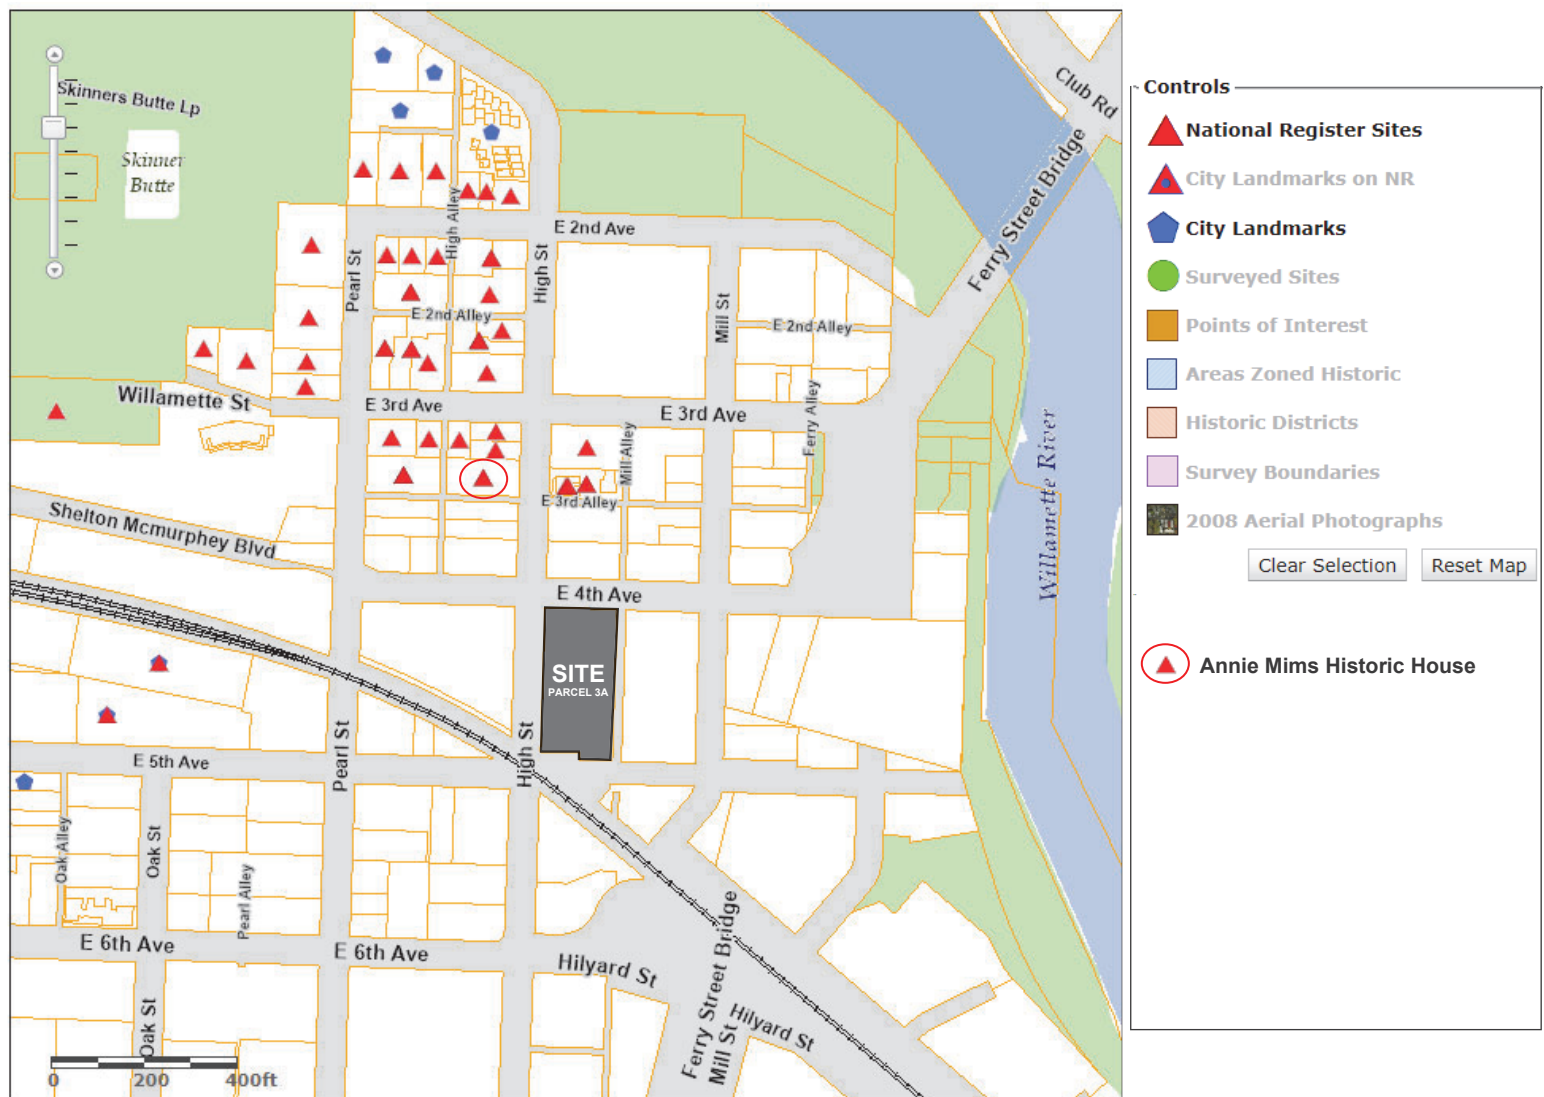 Skinners Butte Lp
Skinner
Butte
Club Rd
Ferry Street Bridge
High Alley
E 2nd Ave
Pearl St
High St
Mill St
E 2nd Alley
E 2nd Alley
Willamette St
E 3rd Ave
E 3rd Ave
Ferry Alley
Mill Alley
E 3rd Alley
Willamette River
Shelton Mcmurphey Blvd
E 4th Ave
SITE
PARCEL 3A
Pearl St
High St
E 5th Ave
Oak Alley
Oak St
Pearl Alley
E 6th Ave
E 6th Ave
Hilyard St
Ferry Street Bridge
Mill St
Hilyard St
Oak St
0 200 400ft
Controls
National Register Sites
City Landmarks on NR
City Landmarks
Surveyed Sites
Points of Interest
Areas Zoned Historic
Historic Districts
Survey Boundaries
2008 Aerial Photographs
Clear Selection Reset Map
Annie Mims Historic House